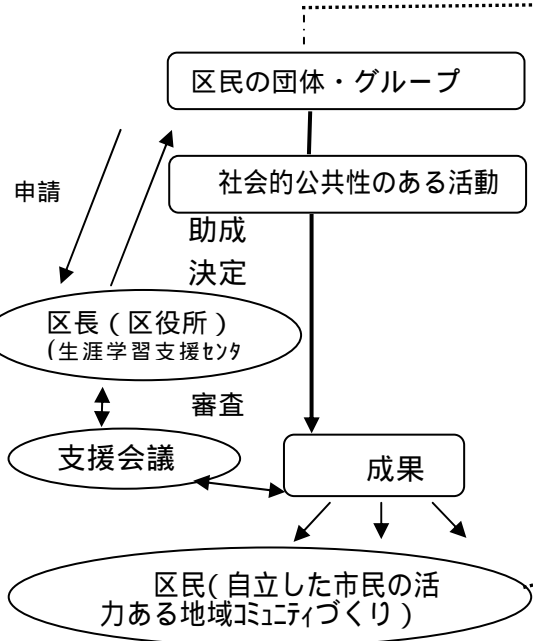 区民の団体・グループ
社会的公共性のある活動
申請
助成
決定
区長（区役所）
(生涯学習支援ｾﾝﾀ
審査
支援会議
成果
区民(自立した市民の活
力ある地域ｺﾐｭﾆﾃｨづくり)